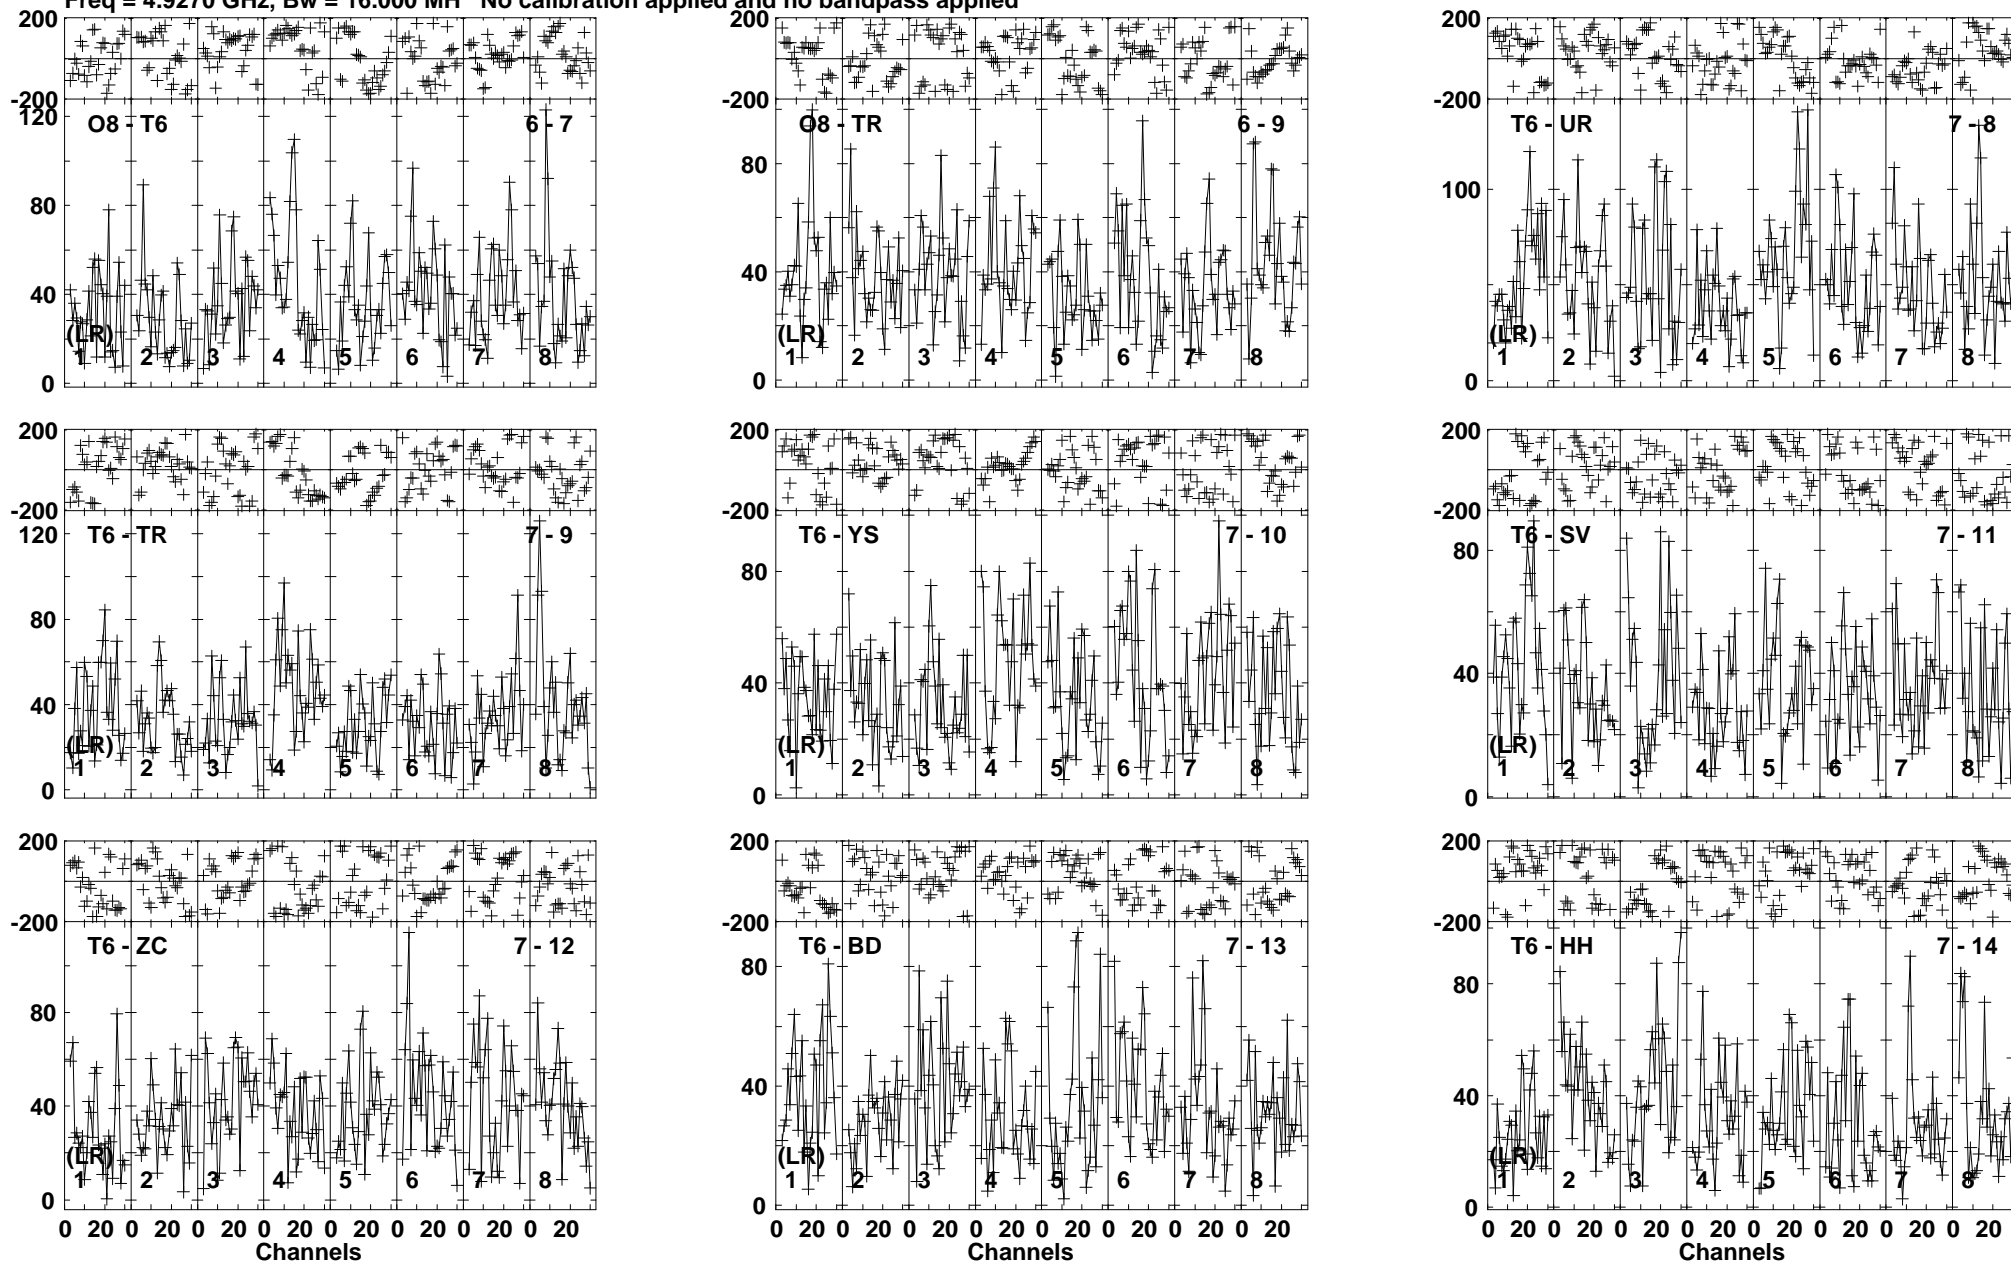 Freq = 4.9270 GHz, Bw = 16.000 MH No calibration applied and no bandpass applied
200 200 200
-200 -200 -200
120 O8 - T6 6 - 7 O8 - TR 6 - 9 T6 - UR 7 - 8
80 80 100
40 40
(LR) (LR) (LR)
1 2 3 4 5 6 7 8 1 2 3 4 5 6 7 8 1 2 3 4 5 6 7 8
0 0 0
200 200 200
-200 -200 -200
120 T6 - TR 7 - 9 T6 - YS 7 - 10 T6 - SV 7 - 11
80 80 80
40 40 40
(LR) (LR) (LR)
1 2 3 4 5 6 7 8 1 2 3 4 5 6 7 8 1 2 3 4 5 6 7 8
0 0 0
200 200 200
-200 -200 -200
T6 - ZC 7 - 12 T6 - BD 7 - 13 T6 - HH 7 - 14
80 80 80
40 40 40
(LR) (LR) (LR)
1 2 3 4 5 6 7 8 1 2 3 4 5 6 7 8 1 2 3 4 5 6 7 8
0 0 0
0 20 0 20 0 20 0 20 0 20 0 20 0 20 0 20 0 20 0 20 0 20 0 20 0 20 0 20 0 20 0 20 0 20 0 20 0 20 0 20 0 20 0 20 0 20 0 20
Channels Channels Channels